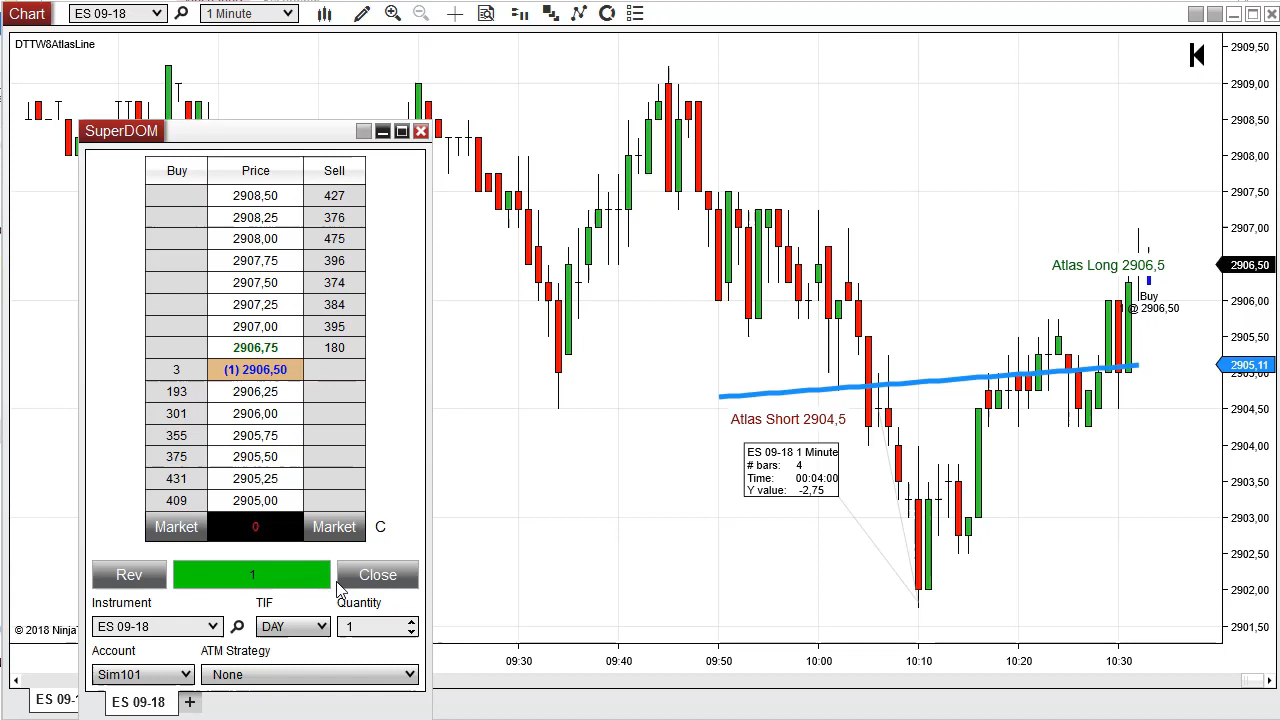 Chart
ES 09-18
1 Minute
DTTW8AtlasLine
SuperDOM
Buy Price Sell
2908,50 427
2908,25 376
2908,00 475
2907,75 396
2907,50 374
2907,25 384
2907,00 395
2906,75 180
3 (1) 2906,50
193 2906,25
301 2906,00
355 2905,75
375 2905,50
431 2905,25
409 2905,00
Market 0 Market C
Rev 1 Close
Instrument TIF Quantity
ES 09-18 DAY 1
Account ATM Strategy
Sim101 None
ES 09-18 +
© 2018 NinjaT
Atlas Long 2906,5
Buy
1 @ 2906,50
Atlas Short 2904,5
ES 09-18 1 Minute
# bars: 4
Time: 00:04:00
Y value: -2,75
2909,50
2909,00
2908,50
2908,00
2907,50
2907,00
2906,50
2906,00
2905,50
2905,11
2904,50
2904,00
2903,50
2903,00
2902,50
2902,00
2901,50
09:30 09:40 09:50 10:00 10:10 10:20 10:30